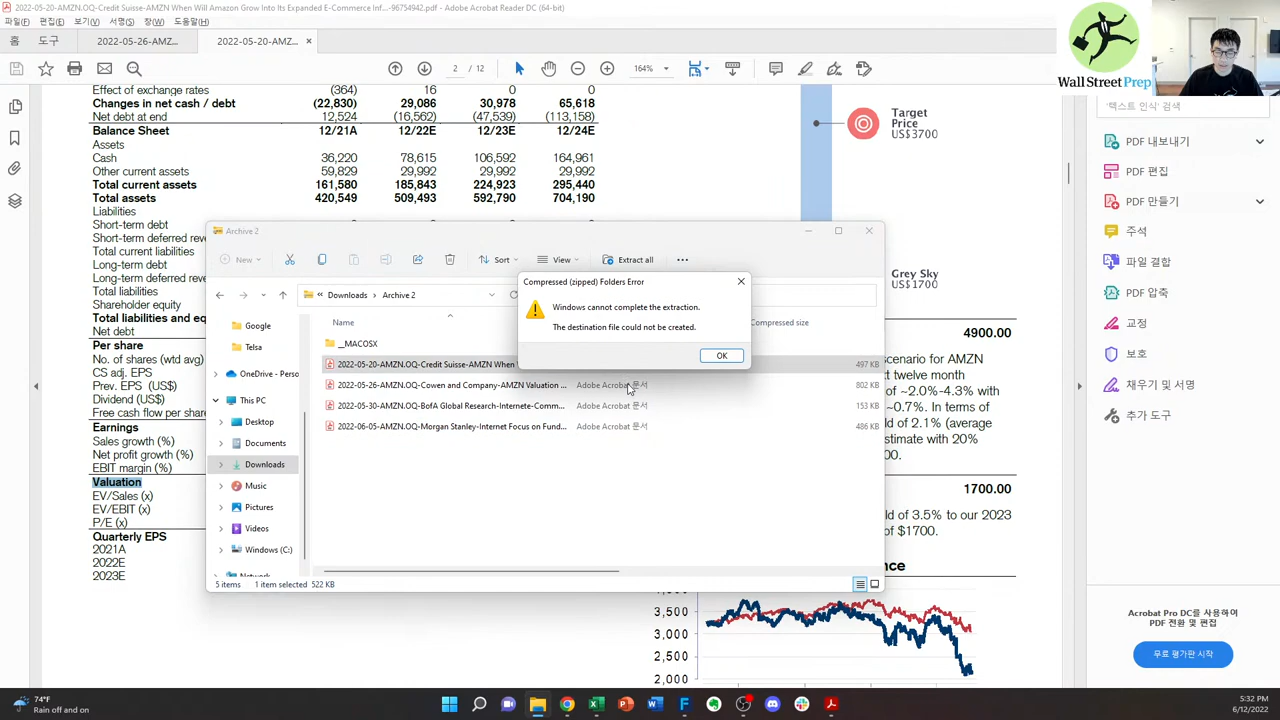 2022-05-20-AMZN.OQ-Credit Suisse-AMZN When Will Amazon Grow Into Its Expanded E-Commerce Inf...-96754942.pdf - Adobe Acrobat Reader DC (64-bit)
파일(F) 편집(E) 보기(V) 서명(S) 창(W) 도움말(H)
홈 도구 2022-05-26-AMZ... 2022-05-20-AMZ... ×
/ 12 164%
Wall Street Prep
'텍스트 인식' 검색
PDF 내보내기
PDF 편집
PDF 만들기
주석
파일 결합
PDF 압축
교정
보호
채우기 및 서명
추가 도구
Acrobat Pro DC를 사용하여
PDF 전환 및 편집
무료 평가판 시작
Effect of exchange rates (364) 16 0 0
Changes in net cash / debt (22,830) 29,086 30,978 65,618
Net debt at end 12,524 (16,562) (47,539) (113,158)
Balance Sheet 12/21A 12/22E 12/23E 12/24E
Assets
Cash 36,220 78,615 106,592 164,961
Other current assets 59,829 29,992 29,992 29,992
Total current assets 161,580 185,843 224,923 295,440
Total assets 420,549 509,493 592,790 704,190
Liabilities
Short-term debt
Short-term deferred reve
Total current liabilities
Long-term debt
Long-term deferred reve
Total liabilities
Shareholder equity
Total liabilities and eq
Net debt
Per share
No. of shares (wtd avg)
CS adj. EPS
Prev. EPS (US$)
Dividend (US$)
Free cash flow per share
Earnings
Sales growth (%)
Net profit growth (%)
EBIT margin (%)
Valuation
EV/Sales (x)
EV/EBIT (x)
P/E (x)
Quarterly EPS
2021A
2022E
2023E
Target
Price
US$3700
Grey Sky
US$1700
4900.00
scenario for AMZN
xt twelve month
of ~2.0%-4.3% with
~0.7%. In terms of
d of 2.1% (average
stimate with 20%
00.
1700.00
ld of 3.5% to our 2023
of $1700.
nce
3,500
3,000
2,500
2,000
Archive 2
New Sort View Extract all
Downloads Archive 2
Name Compressed size
__MACOSX
2022-05-20-AMZN.OQ-Credit Suisse-AMZN When 497 KB
2022-05-26-AMZN.OQ-Cowen and Company-AMZN Valuation ... Adobe Acrobat 문서 802 KB
2022-05-30-AMZN.OQ-BofA Global Research-Internete-Comm... Adobe Acrobat 문서 153 KB
2022-06-05-AMZN.OQ-Morgan Stanley-Internet Focus on Fund... Adobe Acrobat 문서 486 KB
Google
Telsa
OneDrive - Perso
This PC
Desktop
Documents
Downloads
Music
Pictures
Videos
Windows (C:)
5 items 1 item selected 522 KB
Compressed (zipped) Folders Error
Windows cannot complete the extraction.
The destination file could not be created.
OK
74°F
Rain off and on
5:32 PM
6/12/2022